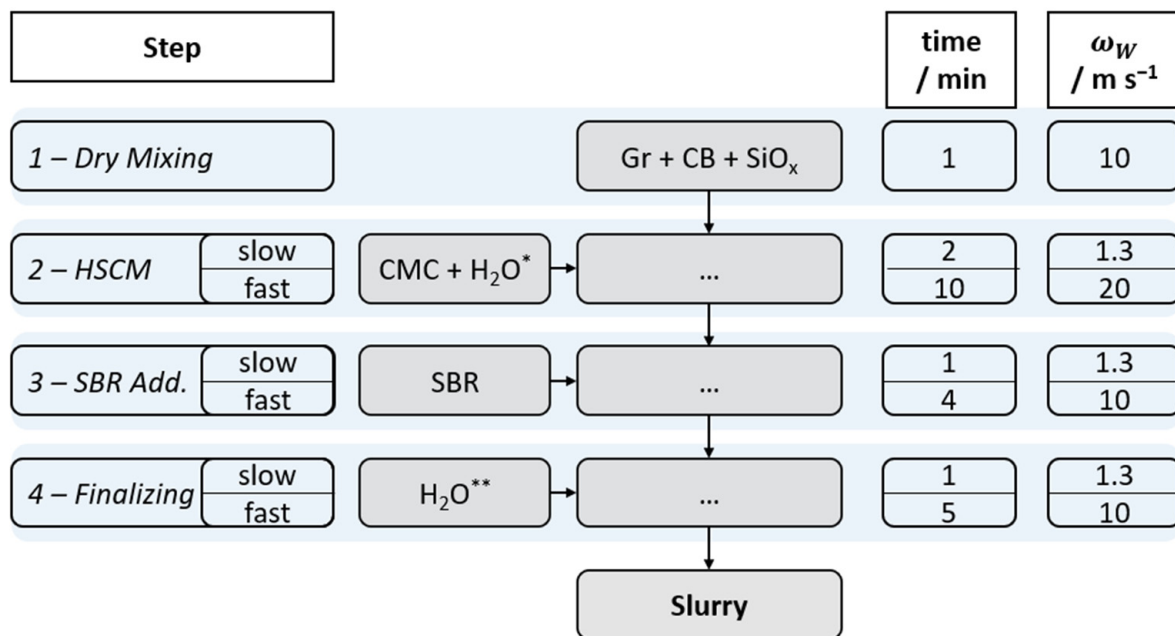 Step
time
/ min
ω_W
/ m s⁻¹
1 – Dry Mixing
Gr + CB + SiOₓ
1
10
2 – HSCM
slow
fast
CMC + H₂O*
...
2
10
1.3
20
3 – SBR Add.
slow
fast
SBR
...
1
4
1.3
10
4 – Finalizing
slow
fast
H₂O**
...
1
5
1.3
10
Slurry